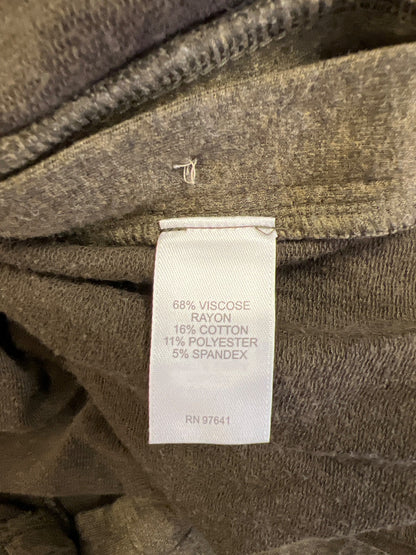 68% VISCOSE
RAYON
16% COTTON
11% POLYESTER
5% SPANDEX
RN 97641